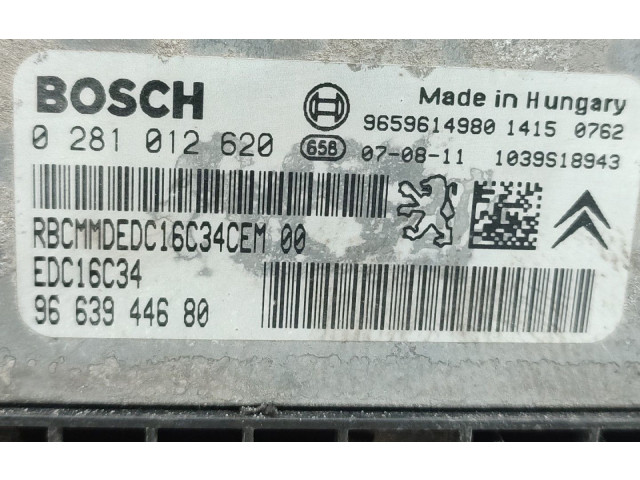 BOSCH
Made in Hungary
0 281 012 620
9659614980 1415 0762
656 07-08-11 1039S18943
RBCMMDEDC16C34CEM 00
EDC16C34
96 639 446 80